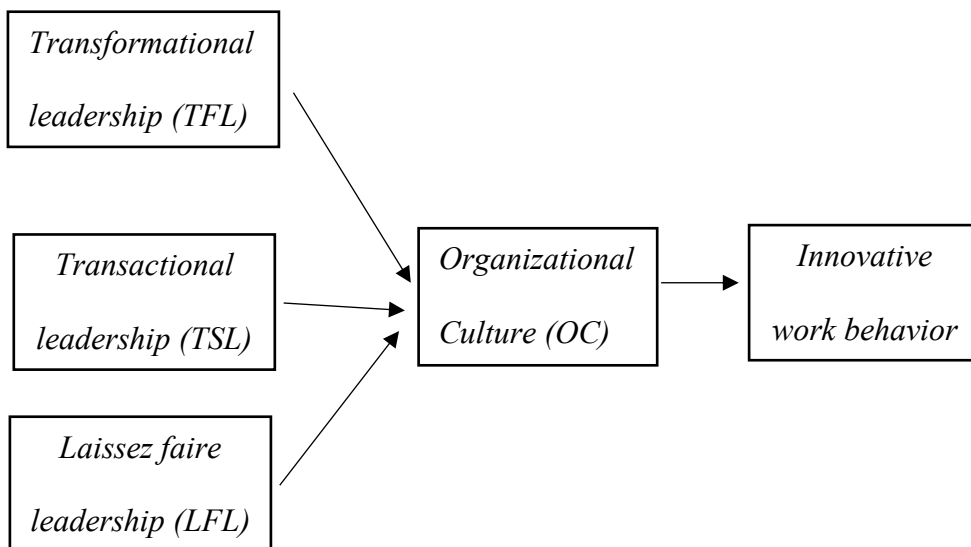 Transformational
leadership (TFL)
Transactional
leadership (TSL)
Laissez faire
leadership (LFL)
Organizational
Culture (OC)
Innovative
work behavior